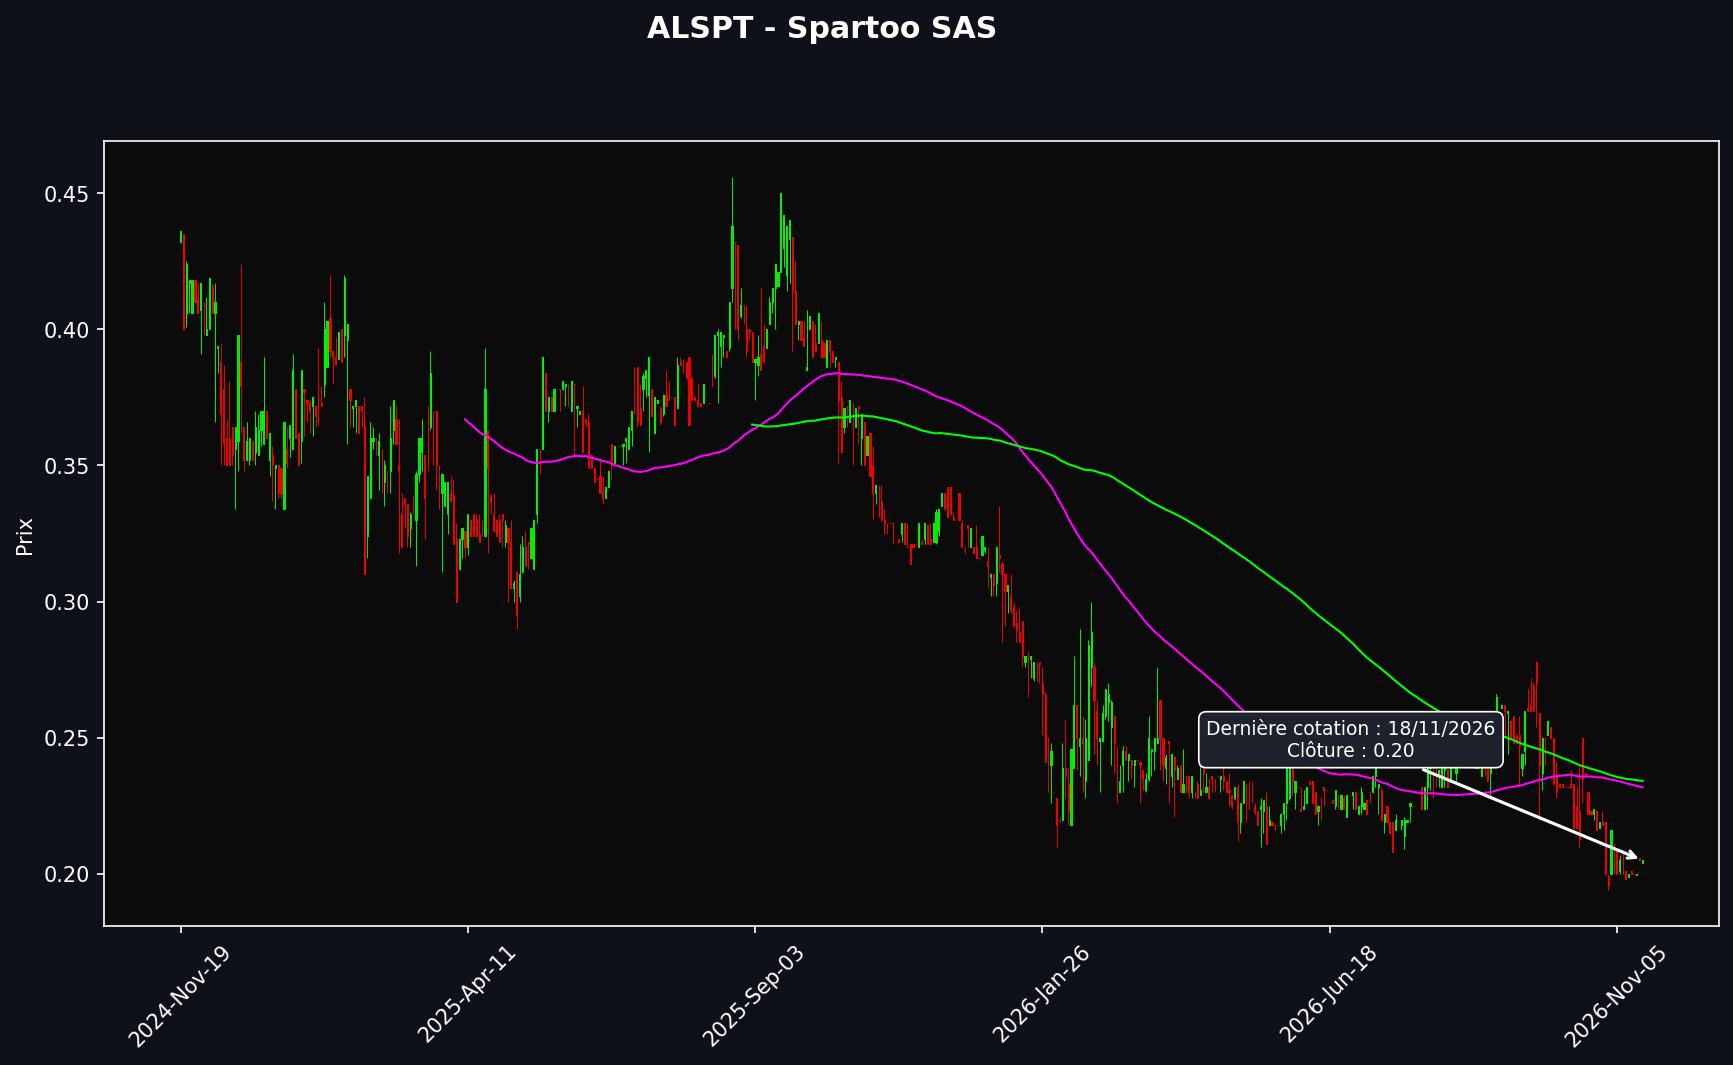 ALSPT - Spartoo SAS
Prix
0.45
0.40
0.35
0.30
0.25
0.20
Dernière cotation : 18/11/2026
Clôture : 0.20
2024-Nov-19
2025-Apr-11
2025-Sep-03
2026-Jan-26
2026-Jun-18
2026-Nov-05